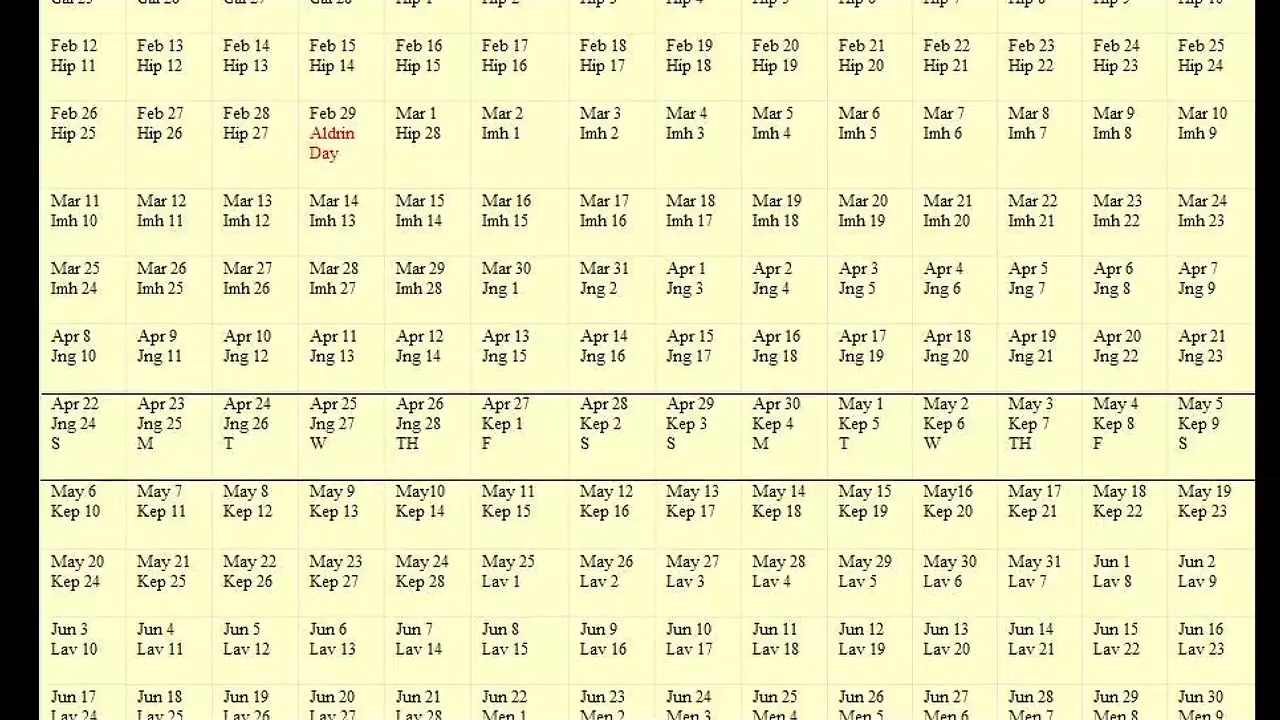 Feb 12 Feb 13 Feb 14 Feb 15 Feb 16 Feb 17 Feb 18 Feb 19 Feb 20 Feb 21 Feb 22 Feb 23 Feb 24 Feb 25
Hip 11 Hip 12 Hip 13 Hip 14 Hip 15 Hip 16 Hip 17 Hip 18 Hip 19 Hip 20 Hip 21 Hip 22 Hip 23 Hip 24
Feb 26 Feb 27 Feb 28 Feb 29 Mar 1 Mar 2 Mar 3 Mar 4 Mar 5 Mar 6 Mar 7 Mar 8 Mar 9 Mar 10
Hip 25 Hip 26 Hip 27 Aldrin Hip 28 Imh 1 Imh 2 Imh 3 Imh 4 Imh 5 Imh 6 Imh 7 Imh 8 Imh 9
Day
Mar 11 Mar 12 Mar 13 Mar 14 Mar 15 Mar 16 Mar 17 Mar 18 Mar 19 Mar 20 Mar 21 Mar 22 Mar 23 Mar 24
Imh 10 Imh 11 Imh 12 Imh 13 Imh 14 Imh 15 Imh 16 Imh 17 Imh 18 Imh 19 Imh 20 Imh 21 Imh 22 Imh 23
Mar 25 Mar 26 Mar 27 Mar 28 Mar 29 Mar 30 Mar 31 Apr 1 Apr 2 Apr 3 Apr 4 Apr 5 Apr 6 Apr 7
Imh 24 Imh 25 Imh 26 Imh 27 Imh 28 Jng 1 Jng 2 Jng 3 Jng 4 Jng 5 Jng 6 Jng 7 Jng 8 Jng 9
Apr 8 Apr 9 Apr 10 Apr 11 Apr 12 Apr 13 Apr 14 Apr 15 Apr 16 Apr 17 Apr 18 Apr 19 Apr 20 Apr 21
Jng 10 Jng 11 Jng 12 Jng 13 Jng 14 Jng 15 Jng 16 Jng 17 Jng 18 Jng 19 Jng 20 Jng 21 Jng 22 Jng 23
Apr 22 Apr 23 Apr 24 Apr 25 Apr 26 Apr 27 Apr 28 Apr 29 Apr 30 May 1 May 2 May 3 May 4 May 5
Jng 24 Jng 25 Jng 26 Jng 27 Jng 28 Kep 1 Kep 2 Kep 3 Kep 4 Kep 5 Kep 6 Kep 7 Kep 8 Kep 9
S M T W TH F S S M T W TH F S
May 6 May 7 May 8 May 9 May10 May 11 May 12 May 13 May 14 May 15 May16 May 17 May 18 May 19
Kep 10 Kep 11 Kep 12 Kep 13 Kep 14 Kep 15 Kep 16 Kep 17 Kep 18 Kep 19 Kep 20 Kep 21 Kep 22 Kep 23
May 20 May 21 May 22 May 23 May 24 May 25 May 26 May 27 May 28 May 29 May 30 May 31 Jun 1 Jun 2
Kep 24 Kep 25 Kep 26 Kep 27 Kep 28 Lav 1 Lav 2 Lav 3 Lav 4 Lav 5 Lav 6 Lav 7 Lav 8 Lav 9
Jun 3 Jun 4 Jun 5 Jun 6 Jun 7 Jun 8 Jun 9 Jun 10 Jun 11 Jun 12 Jun 13 Jun 14 Jun 15 Jun 16
Lav 10 Lav 11 Lav 12 Lav 13 Lav 14 Lav 15 Lav 16 Lav 17 Lav 18 Lav 19 Lav 20 Lav 21 Lav 22 Lav 23
Jun 17 Jun 18 Jun 19 Jun 20 Jun 21 Jun 22 Jun 23 Jun 24 Jun 25 Jun 26 Jun 27 Jun 28 Jun 29 Jun 30
Lav 24 Lav 25 Lav 26 Lav 27 Lav 28 Men 1 Men 2 Men 3 Men 4 Men 5 Men 6 Men 7 Men 8 Men 9